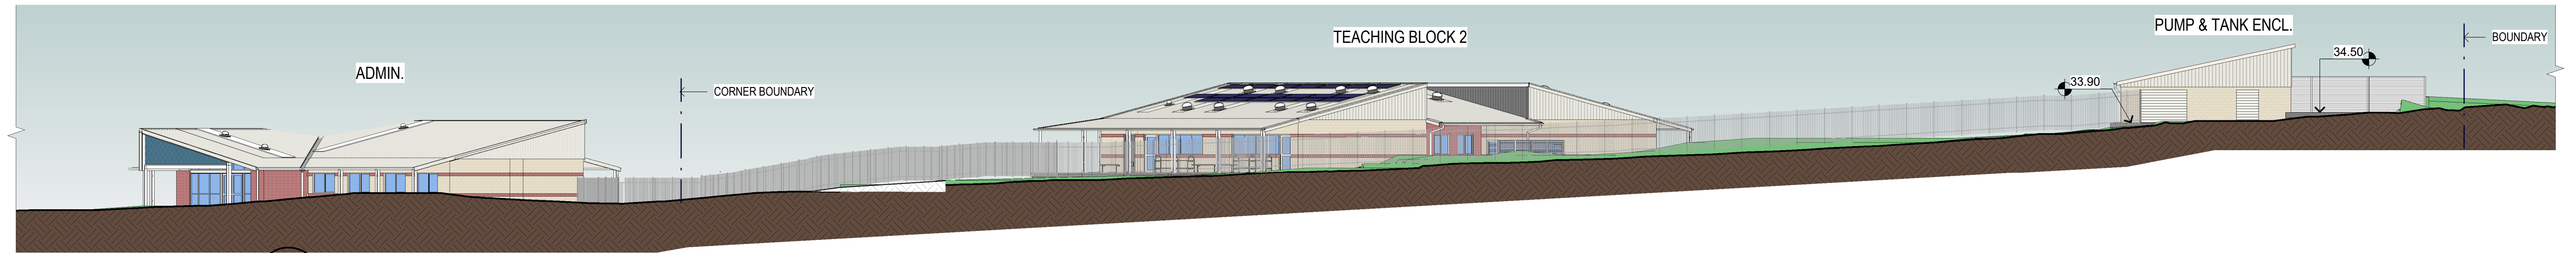 ADMIN.
CORNER BOUNDARY
TEACHING BLOCK 2
PUMP & TANK ENCL.
33.90
34.50
BOUNDARY